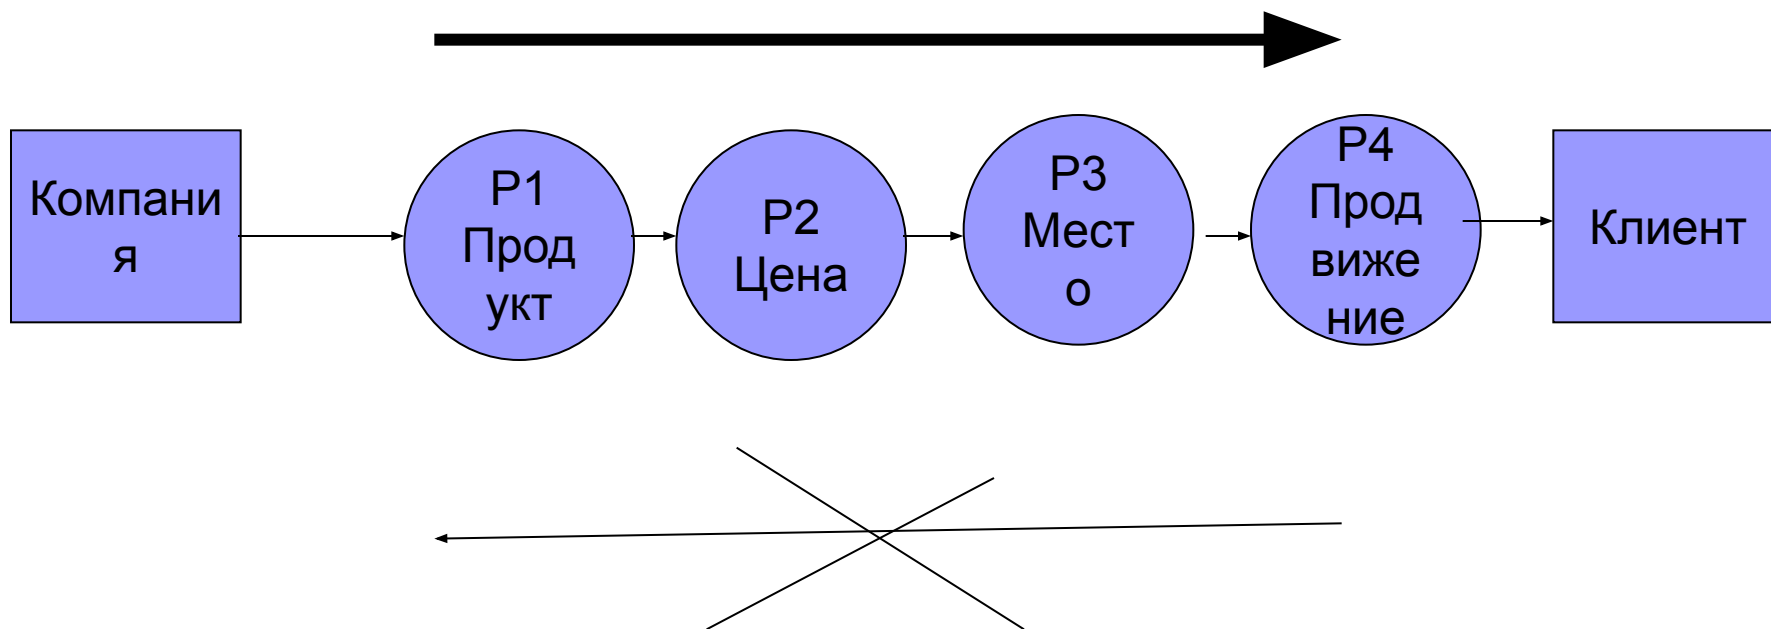 Компани
я
P1
Прод
укт
P2
Цена
P3
Мест
о
P4
Прод
виже
ние
Клиент